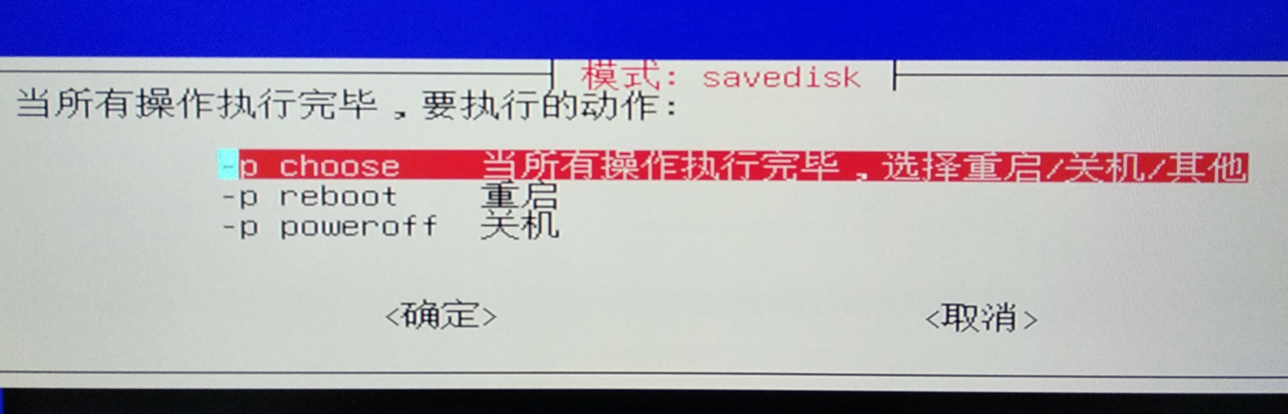 模式: savedisk
当所有操作执行完毕，要执行的动作:
-p choose 当所有操作执行完毕，选择重启/关机/其他
-p reboot 重启
-p poweroff 关机
<确定> <取消>